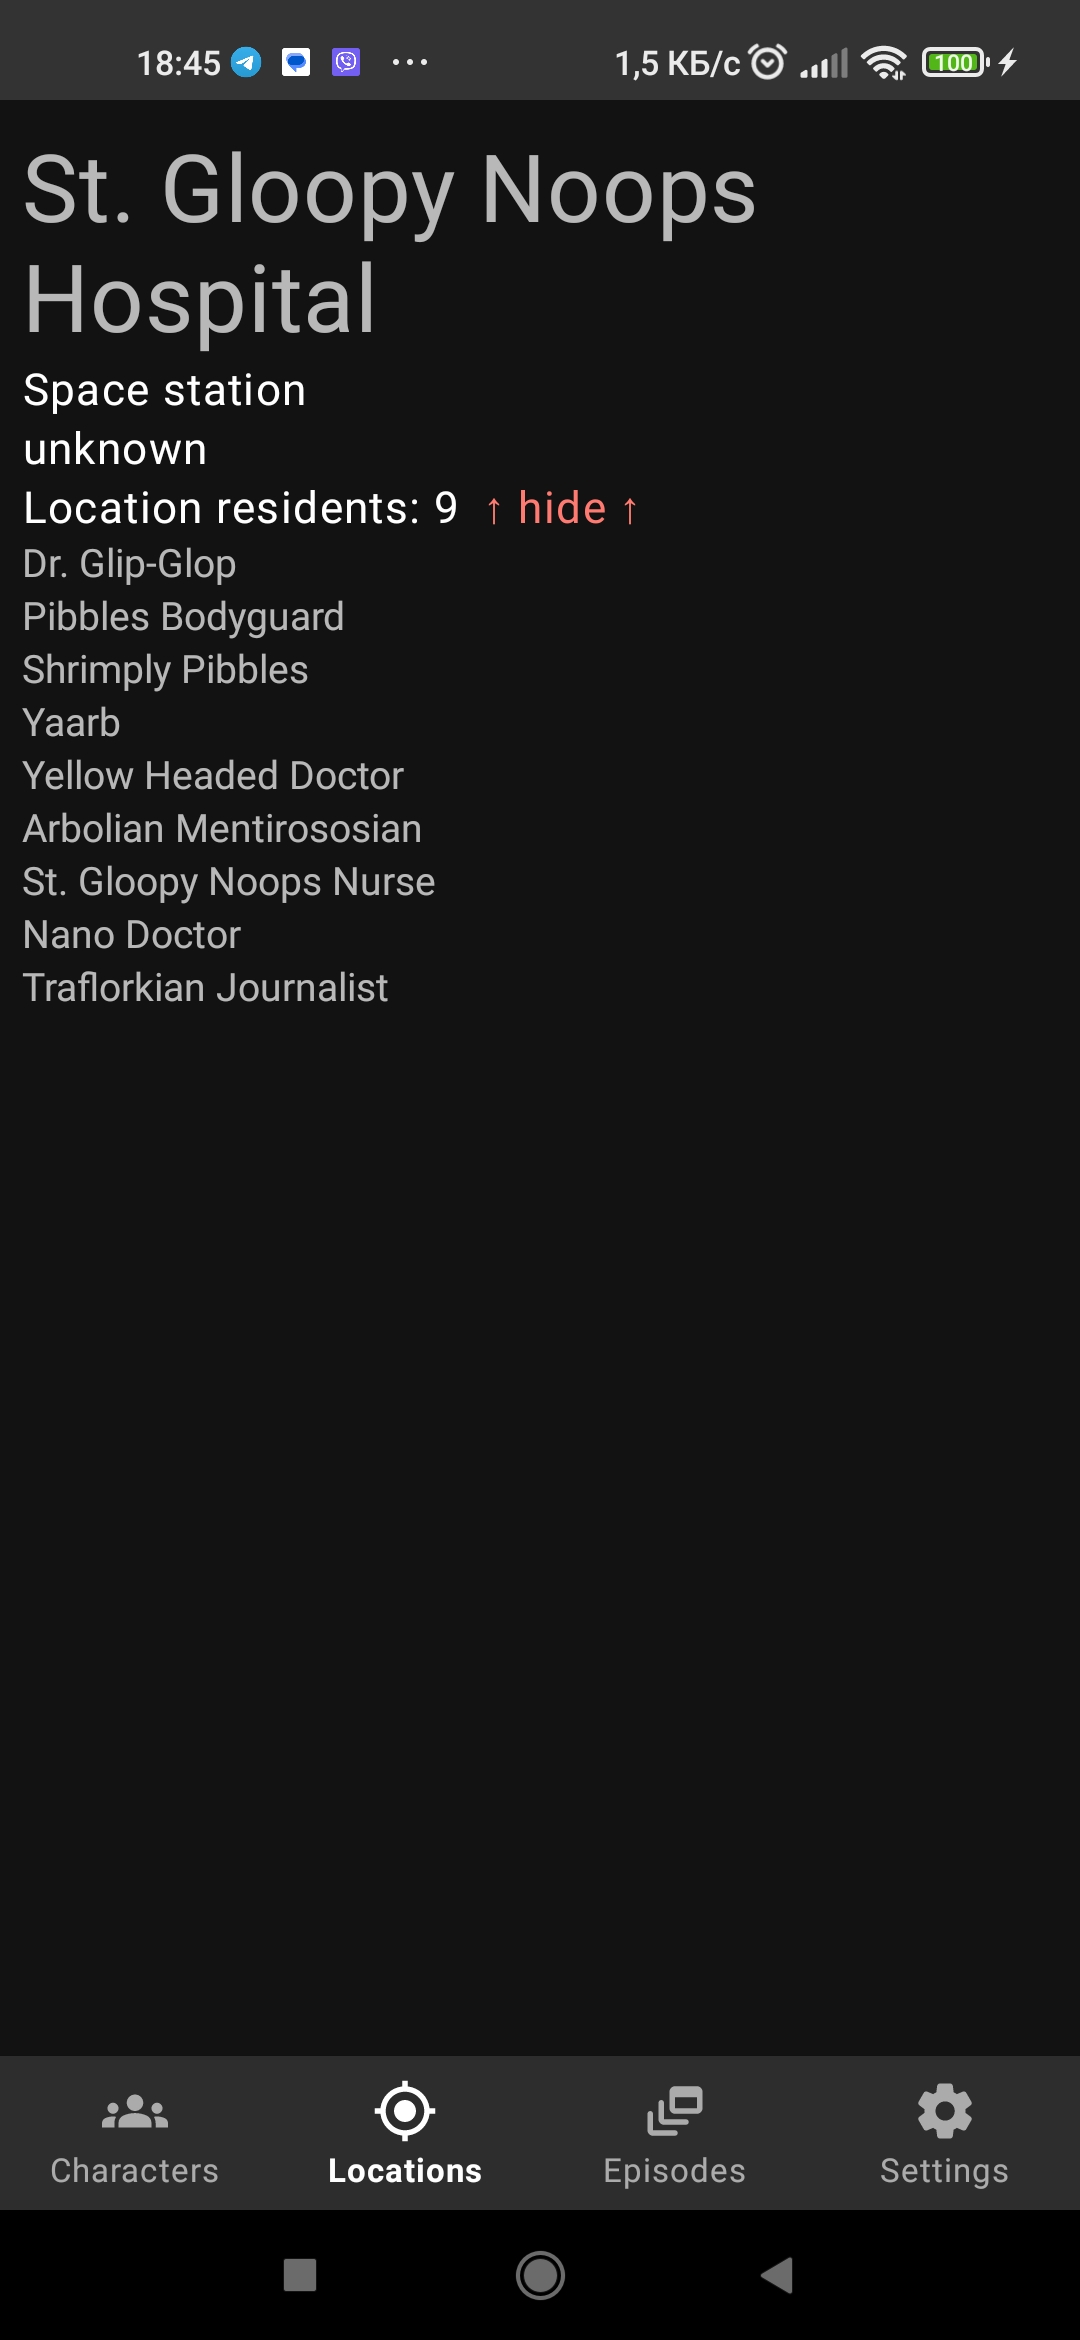 18:45 ... 1,5 КБ/с 100
St. Gloopy Noops
Hospital
Space station
unknown
Location residents: 9 ↑ hide ↑
Dr. Glip-Glop
Pibbles Bodyguard
Shrimply Pibbles
Yaarb
Yellow Headed Doctor
Arbolian Mentirososian
St. Gloopy Noops Nurse
Nano Doctor
Traflorkian Journalist
Characters Locations Episodes Settings